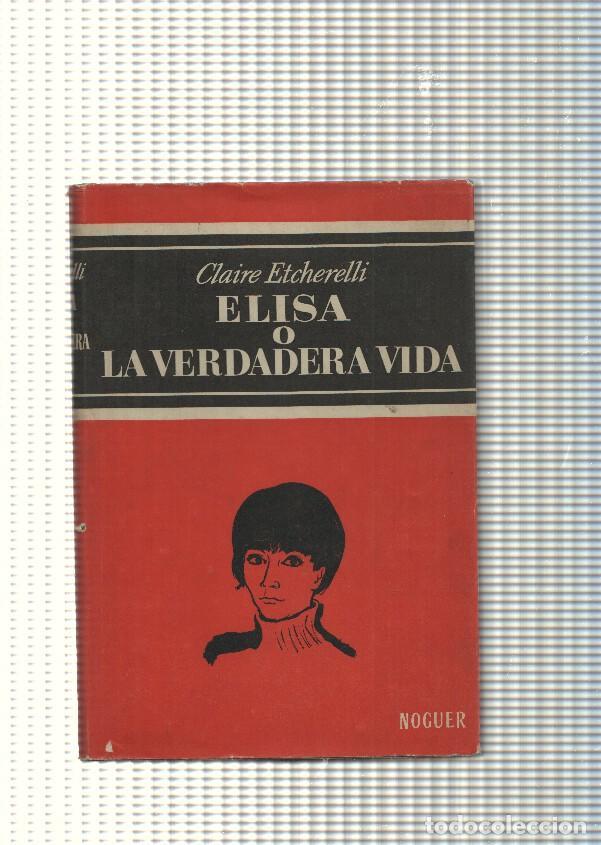 Claire Etcherelli
ELISA
O
LA VERDADERA VIDA
NOGUER
todocoleccion